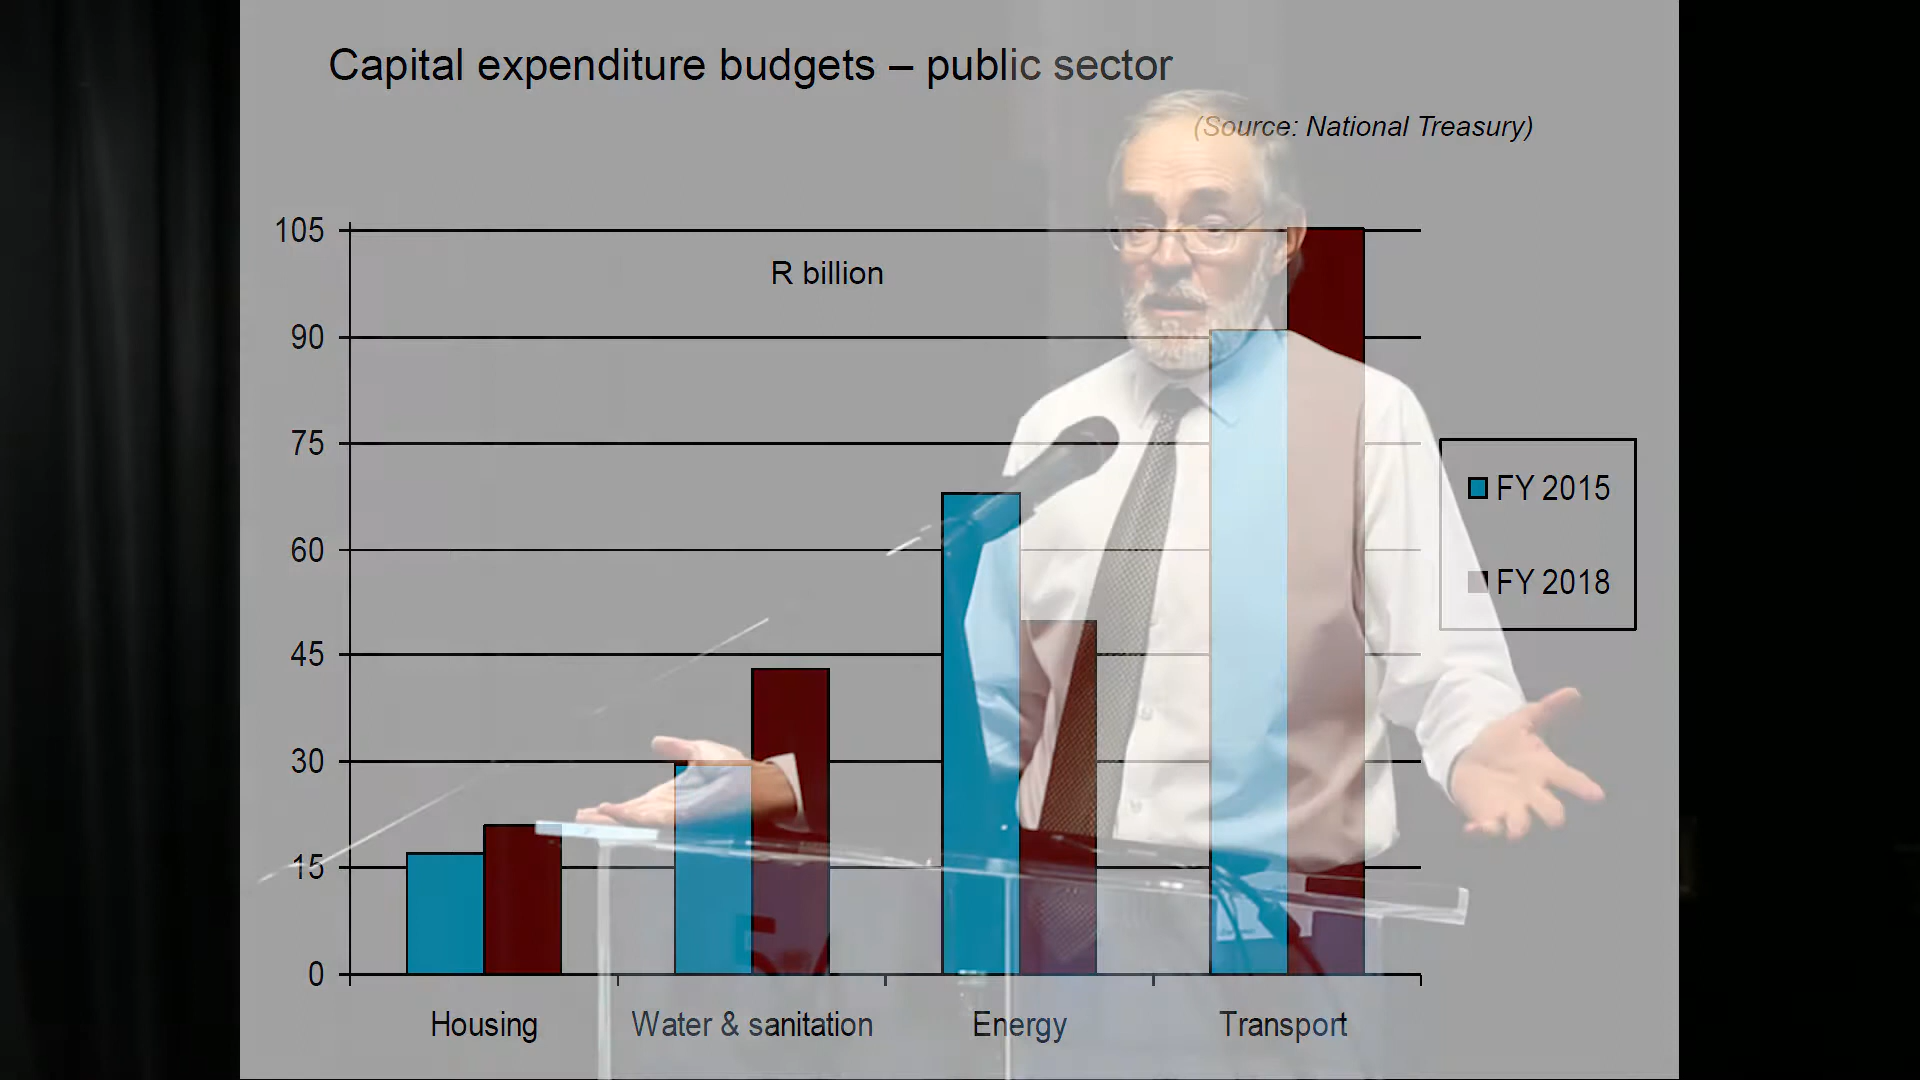 Capital expenditure budgets – public sector
(Source: National Treasury)
105
R billion
90
75
60
45
30
15
0
FY 2015
FY 2018
Housing
Water & sanitation
Energy
Transport